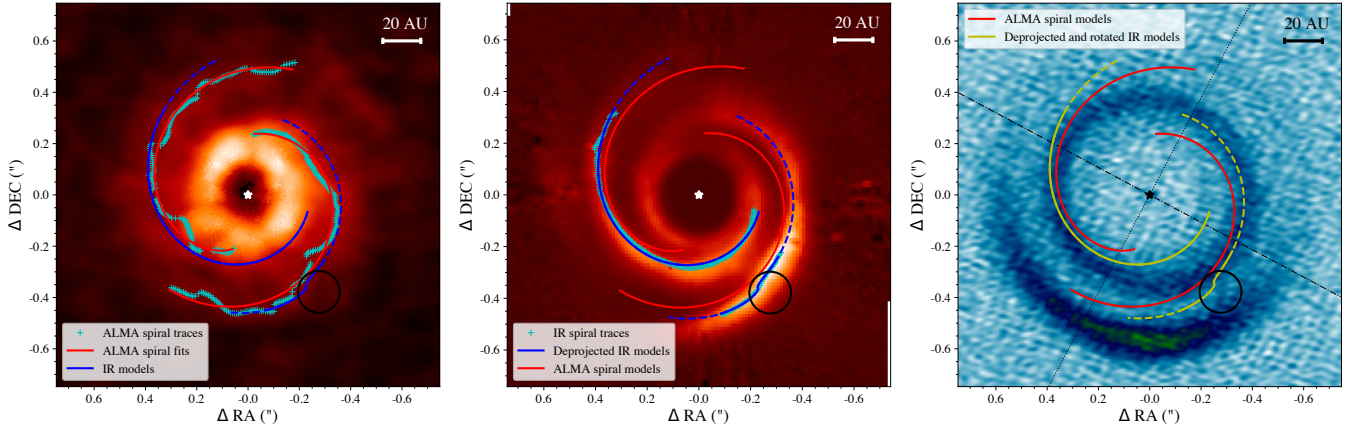 20 AU
0.6
0.4
0.2
0.0
-0.2
-0.4
-0.6
Δ DEC (")
ALMA spiral traces
ALMA spiral fits
IR models
0.6 0.4 0.2 0.0 -0.2 -0.4 -0.6
Δ RA (")
20 AU
0.6
0.4
0.2
0.0
-0.2
-0.4
-0.6
Δ DEC (")
IR spiral traces
Deprojected IR models
ALMA spiral models
0.6 0.4 0.2 0.0 -0.2 -0.4 -0.6
Δ RA (")
ALMA spiral models
Deprojected and rotated IR models
20 AU
0.6
0.4
0.2
0.0
-0.2
-0.4
-0.6
Δ DEC (")
0.6 0.4 0.2 0.0 -0.2 -0.4 -0.6
Δ RA (")